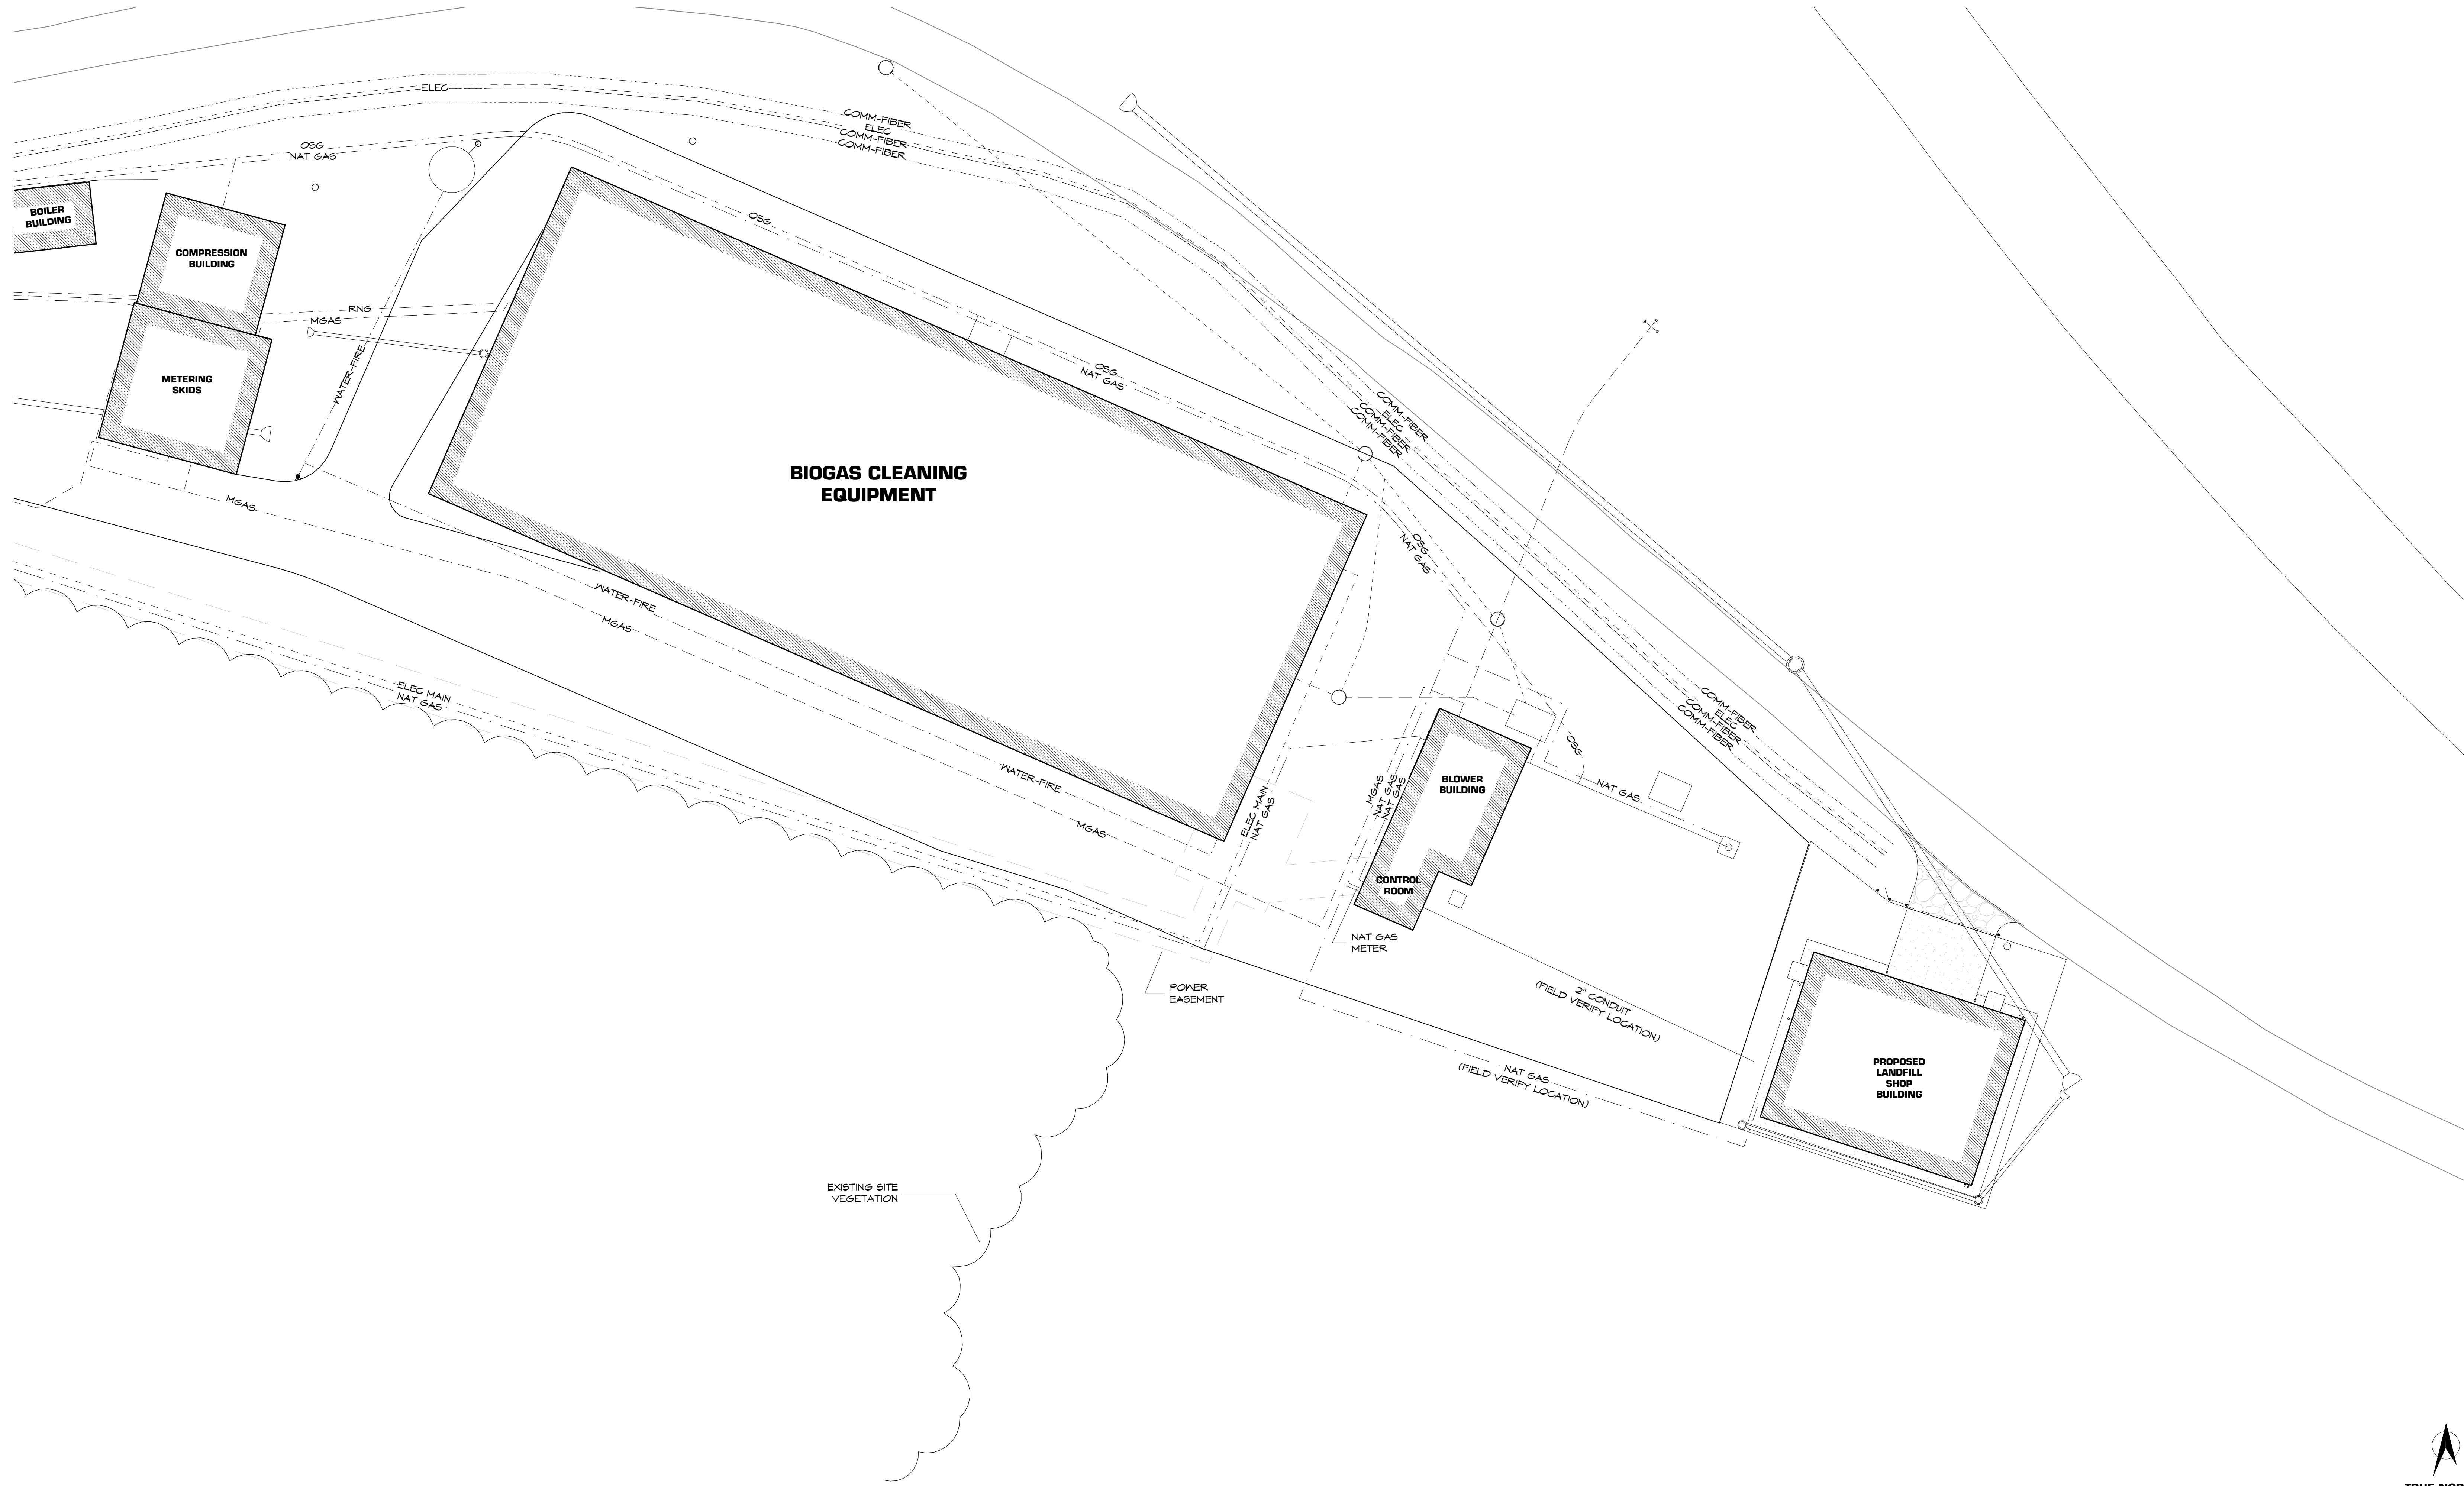 ELEC
COMM-FIBER
ELEC
COMM-FIBER
COMM-FIBER
OSG
NAT GAS
BOILER
BUILDING
OSG
COMPRESSION
BUILDING
RNG
MGAS
WATER-FIRE
METERING
SKIDS
OSG
NAT GAS
COMM-FIBER
ELEC
COMM-FIBER
COMM-FIBER
BIOGAS CLEANING
EQUIPMENT
MGAS
OSG
NAT GAS
WATER-FIRE
MGAS
ELEC MAIN
NAT GAS
COMM-FIBER
ELEC
COMM-FIBER
COMM-FIBER
OSG
WATER-FIRE
MGAS
ELEC MAIN
NAT GAS
MGAS
NAT GAS
NAT GAS
BLOWER
BUILDING
NAT GAS
CONTROL
ROOM
NAT GAS
METER
POWER
EASEMENT
2" CONDUIT
(FIELD VERIFY LOCATION)
NAT GAS
(FIELD VERIFY LOCATION)
PROPOSED
LANDFILL
SHOP
BUILDING
EXISTING SITE
VEGETATION
TRUE